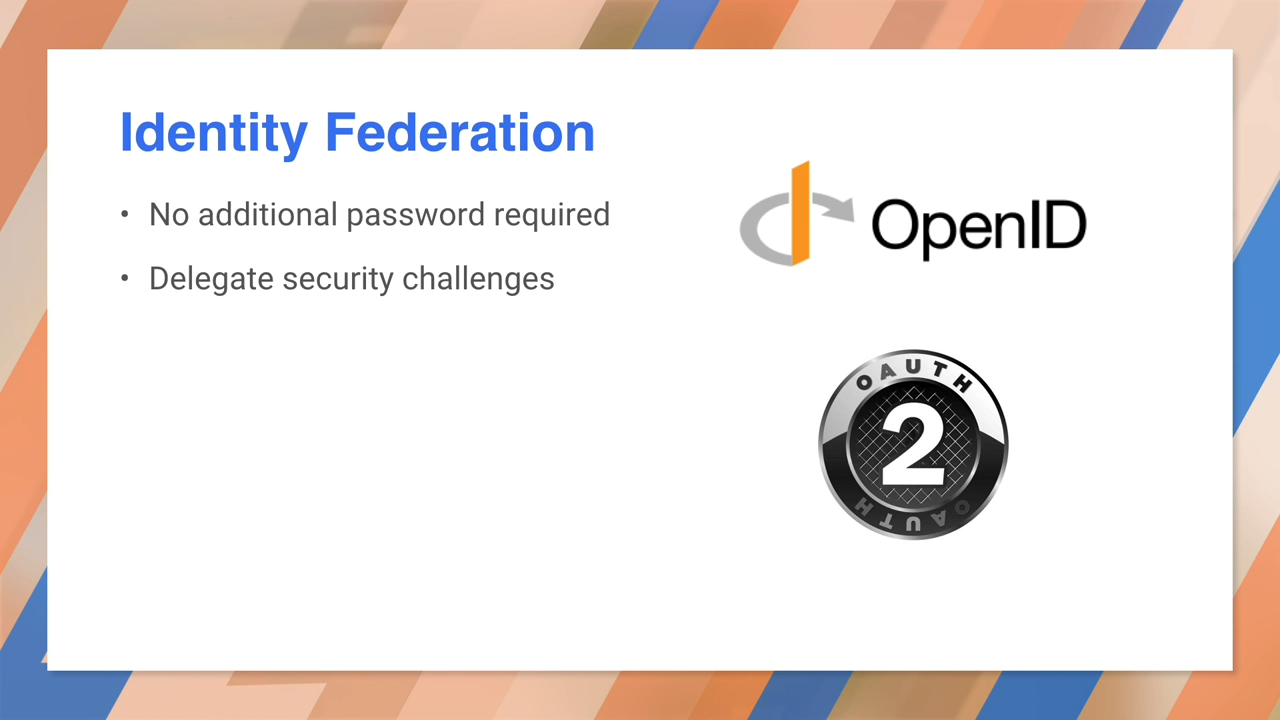 Identity Federation
• No additional password required
• Delegate security challenges
OpenID
OAUTH
2
OAUTH